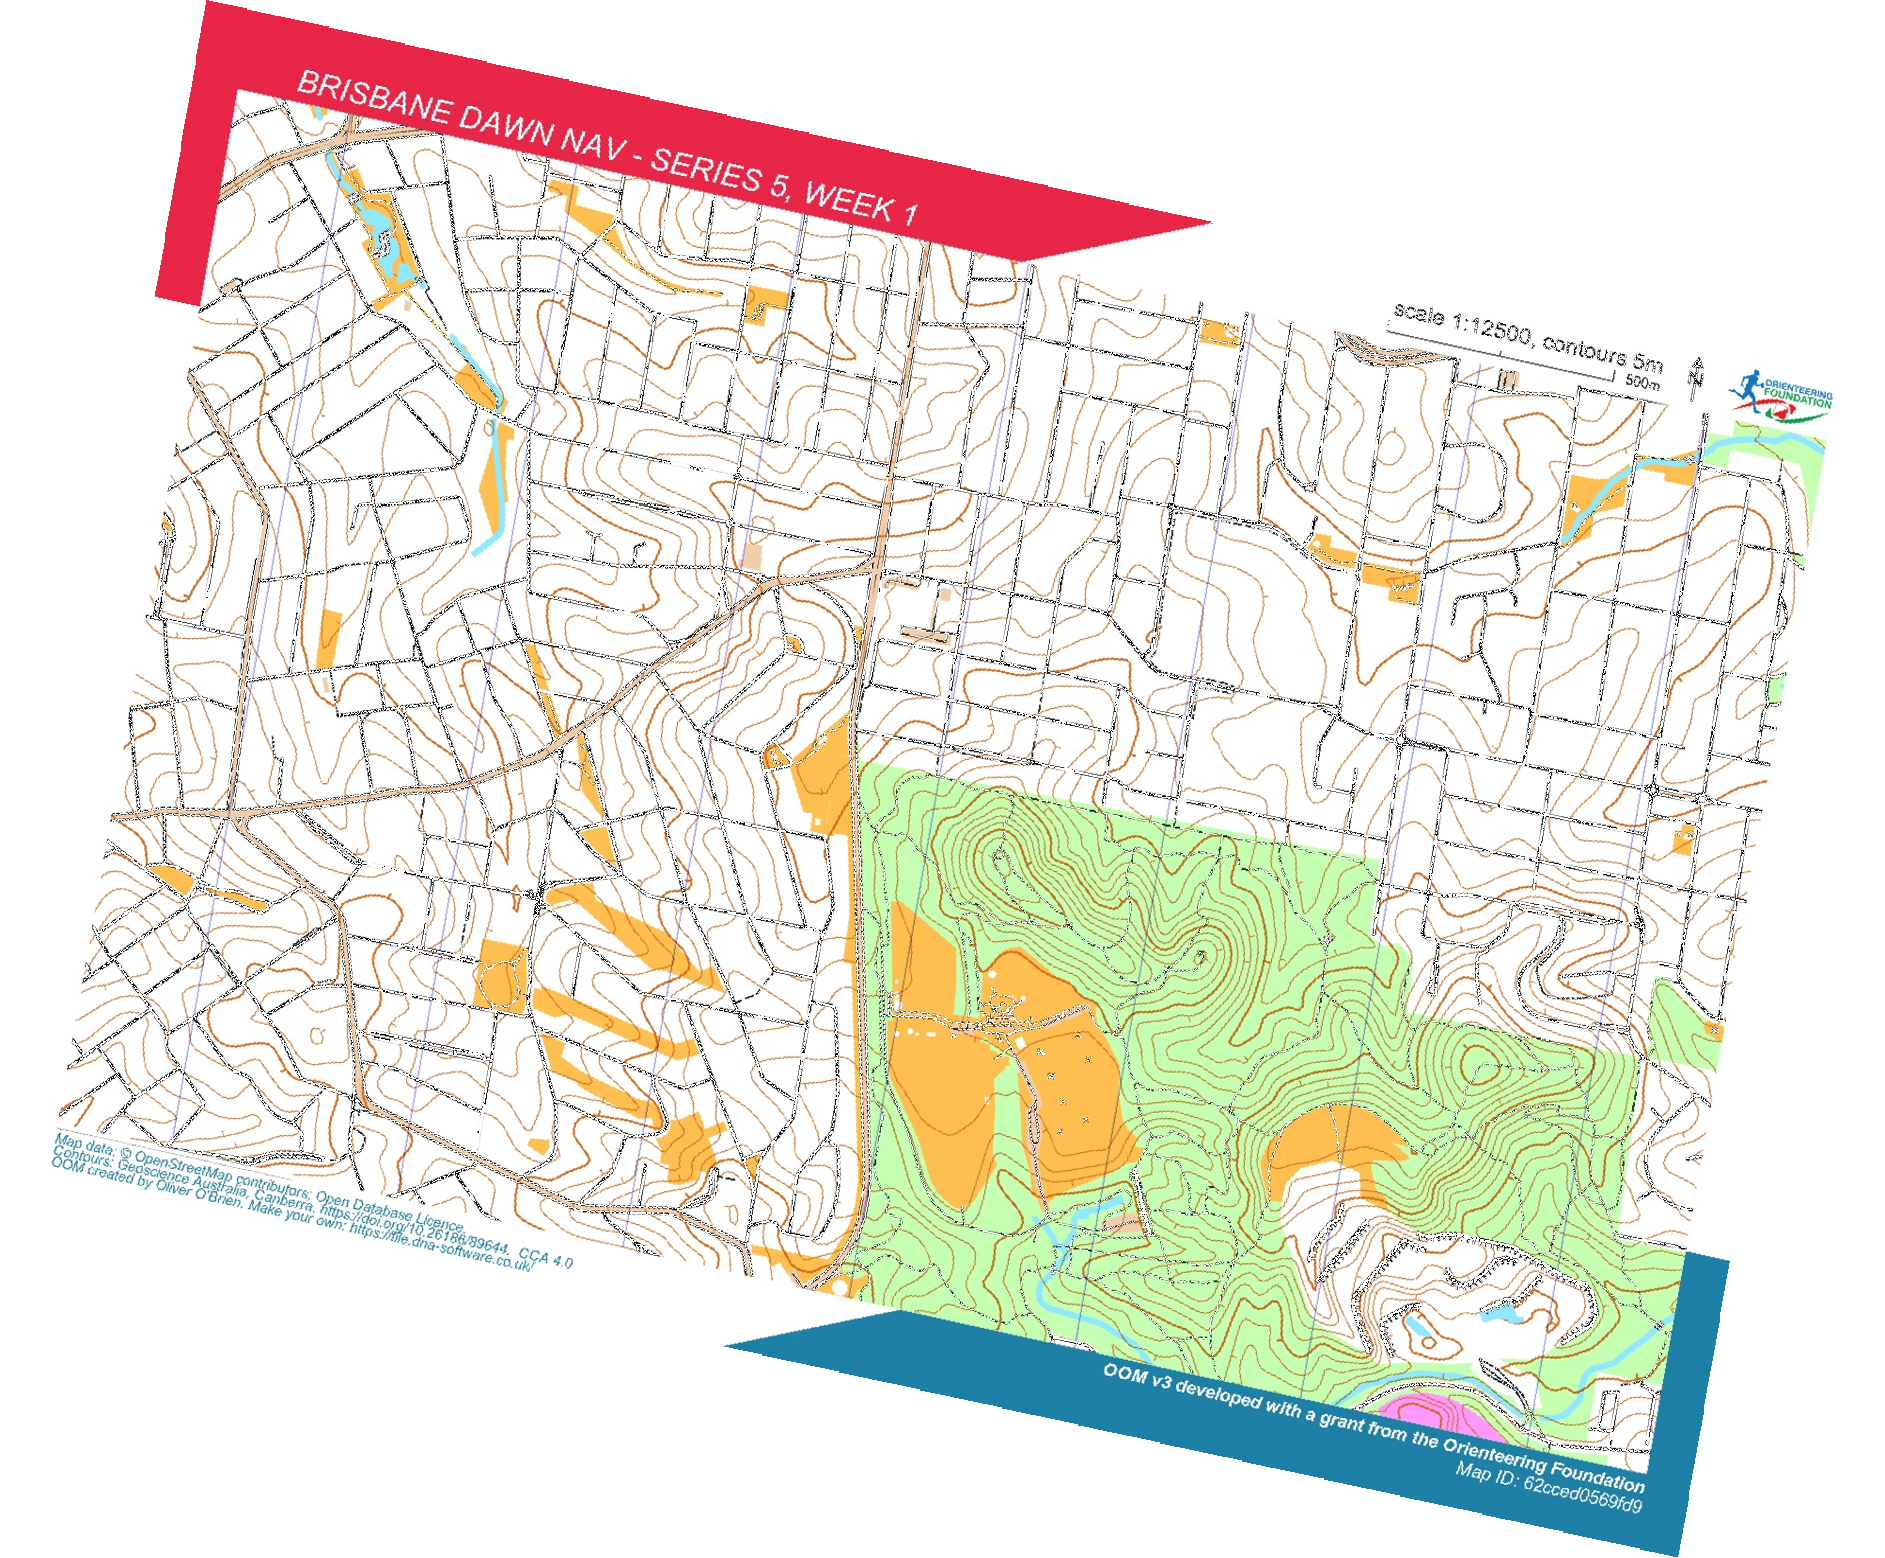 BRISBANE DAWN NAV - SERIES 5, WEEK 1
scale 1:12500, contours 5m
500m
N
ORIENTEERING
FOUNDATION
Map data: © OpenStreetMap contributors: Open Database Licence.
Contours: Geoscience Australia, Canberra. https://doi.org/10.26186/89644. CCA 4.0
OOM created by Oliver O'Brien. Make your own: https://file.dna-software.co.uk/
OOM v3 developed with a grant from the Orienteering Foundation
Map ID: 62cced0569fd9